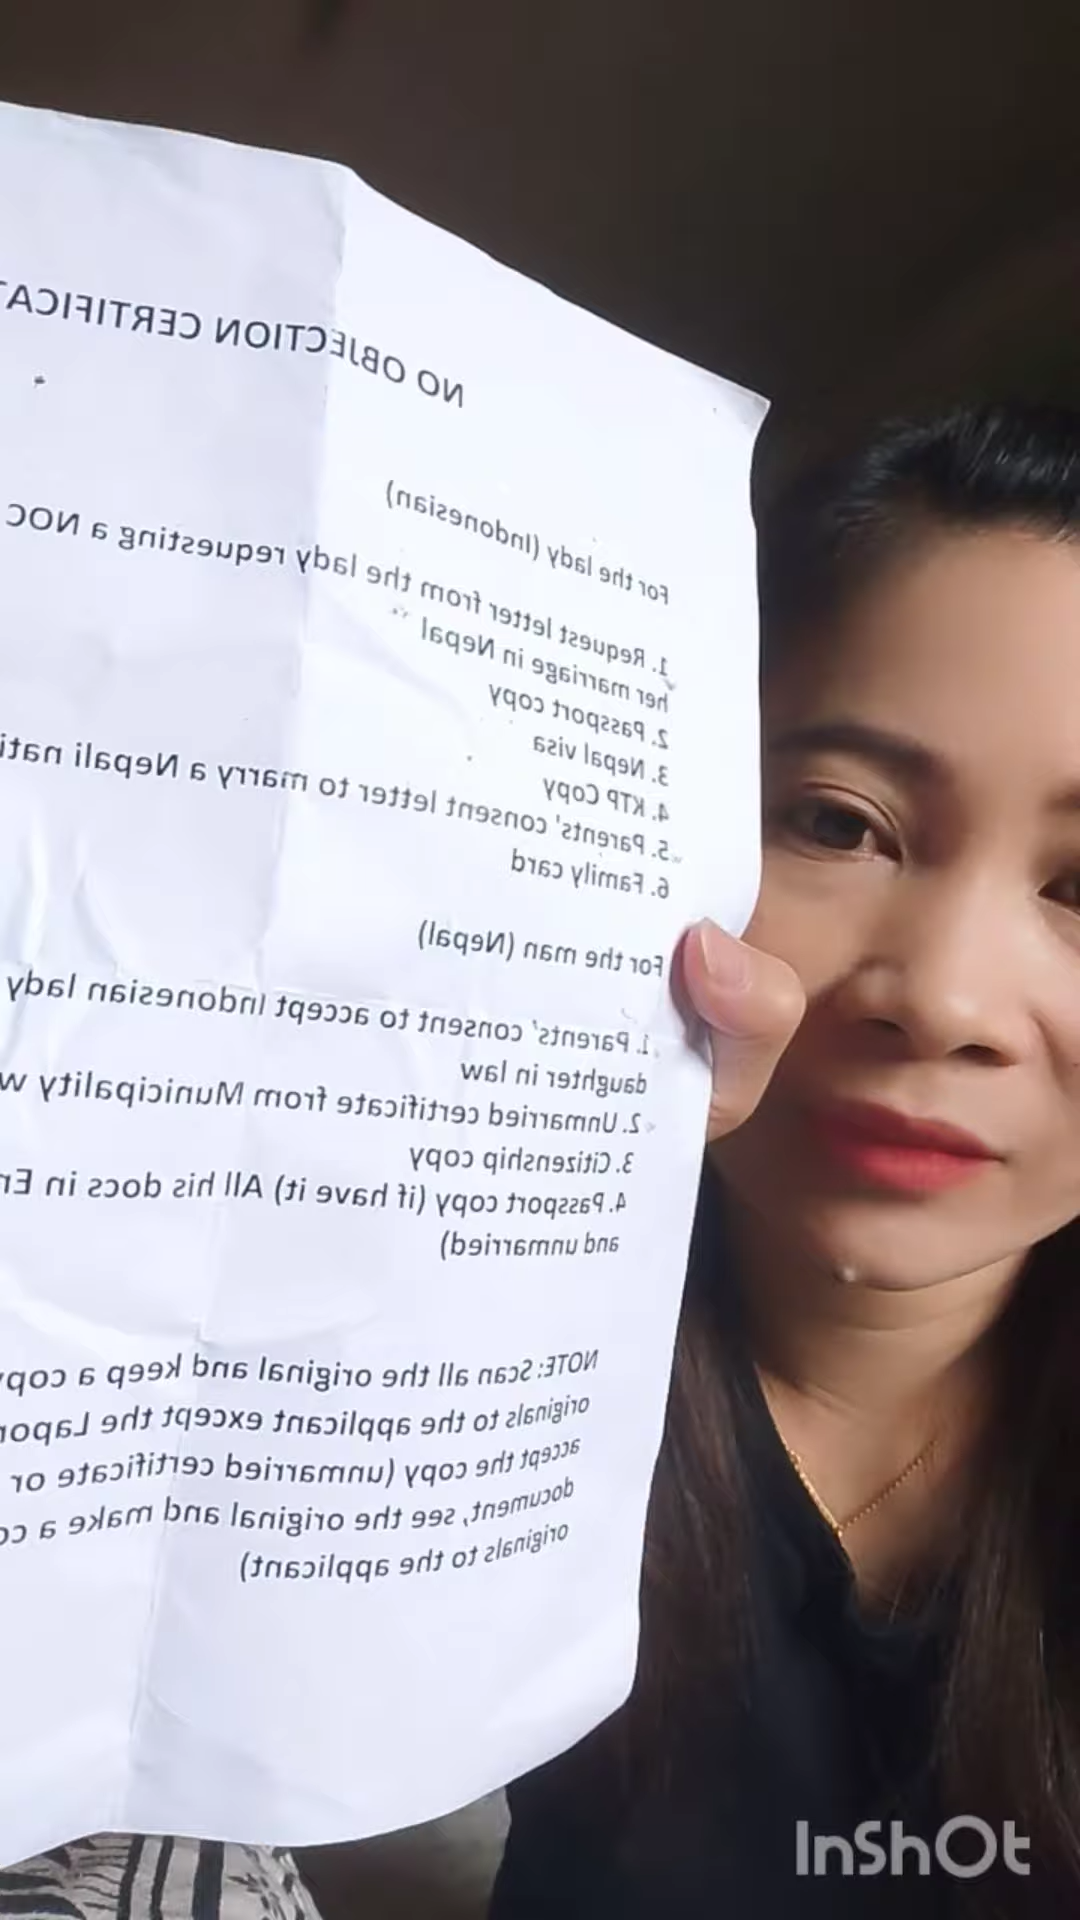 NO OBJECTION
For the lady (Indonesian)
1. Request letter from the lady requesting a NOC
her marriage in Nepal
2. Passport copy
3. Nepal visa
4. KTP Copy
5. Parents' consent letter to marry a Nepali
6. Family card
For the man (Nepal)
1. Parents' consent to accept Indonesian lady
daughter in law
2. Unmarried certificate from Municipality
3. Citizenship copy
4. Passport copy (if have it) All his docs in
and unmarried)
NOTE: Scan all the original and keep a
originals to the applicant except the
accept the copy (unmarried certificate or
document, see the original and make a
originals to the applicant)
InShOt